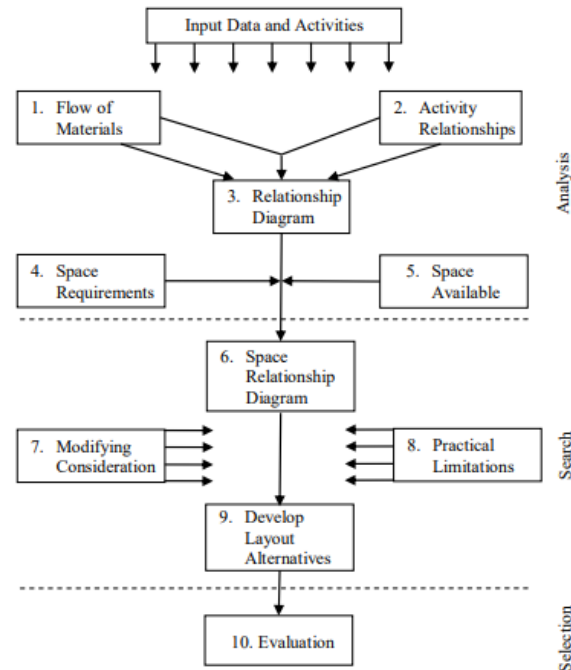 Input Data and Activities
1. Flow of
Materials
2. Activity
Relationships
3. Relationship
Diagram
Analysis
4. Space
Requirements
5. Space
Available
6. Space
Relationship
Diagram
7. Modifying
Consideration
8. Practical
Limitations
Search
9. Develop
Layout
Alternatives
10. Evaluation
Selection